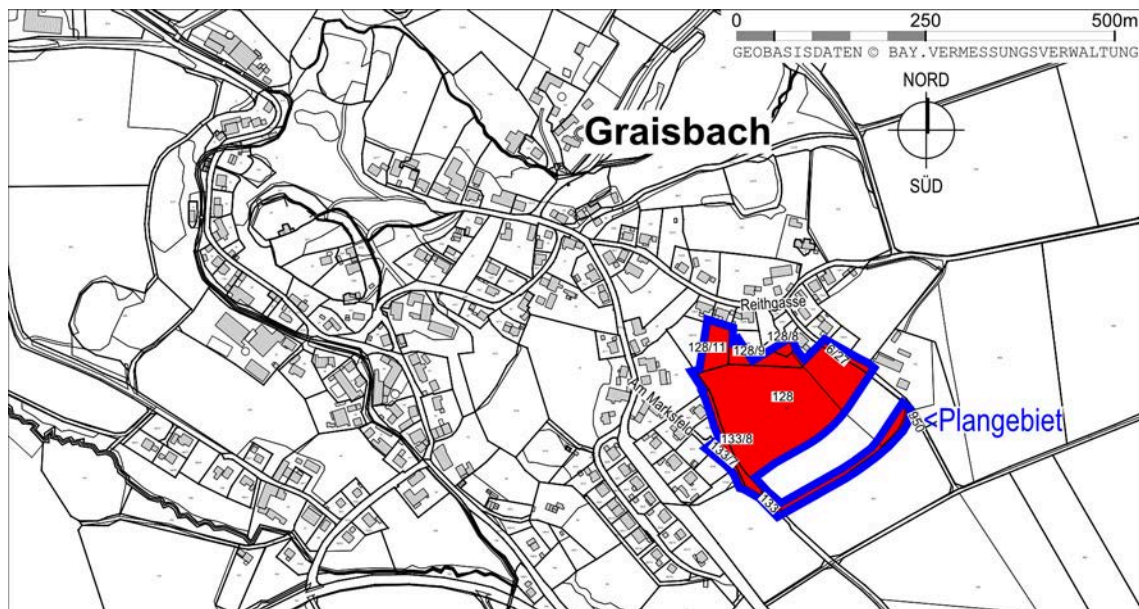 0 250 500m
GEOBASISDATEN © BAY.VERMESSUNGSVERWALTUNG
NORD
SÜD
Graisbach
Reithgasse
128/11
128/9
128/8
6/27
128
Am Marksfeld
133/8
133/7
133
950
<Plangebiet